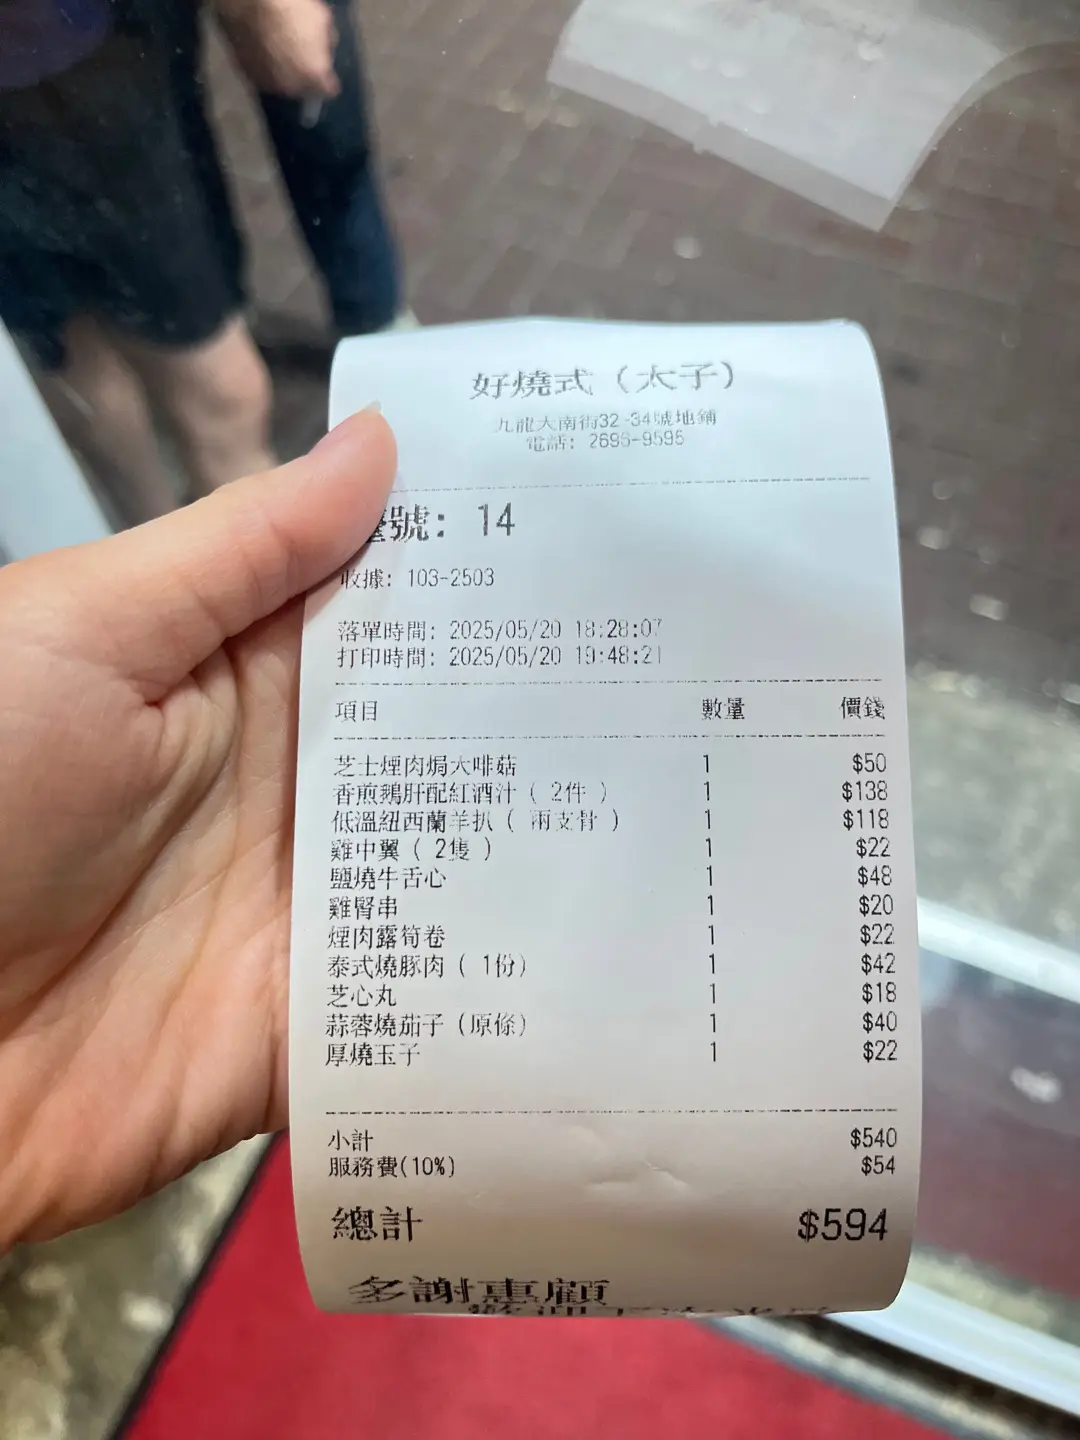 好燒式（太子）
九龍大南街32-34號地鋪
電話: 2696-9595
號: 14
收據: 103-2503
落單時間: 2025/05/20 18:28:07
打印時間: 2025/05/20 19:48:21
項目 數量 價錢
芝士煙肉焗大啡菇 1 $50
香煎鵝肝配紅酒汁（ 2件 ） 1 $138
低溫紐西蘭羊扒（ 兩支骨 ） 1 $118
雞中翼（ 2隻 ） 1 $22
鹽燒牛舌心 1 $48
雞腎串 1 $20
煙肉露筍卷 1 $22
泰式燒豚肉（ 1份） 1 $42
芝心丸 1 $18
蒜蓉燒茄子（原條） 1 $40
厚燒玉子 1 $22
小計 $540
服務費(10%) $54
總計 $594
多謝惠顧